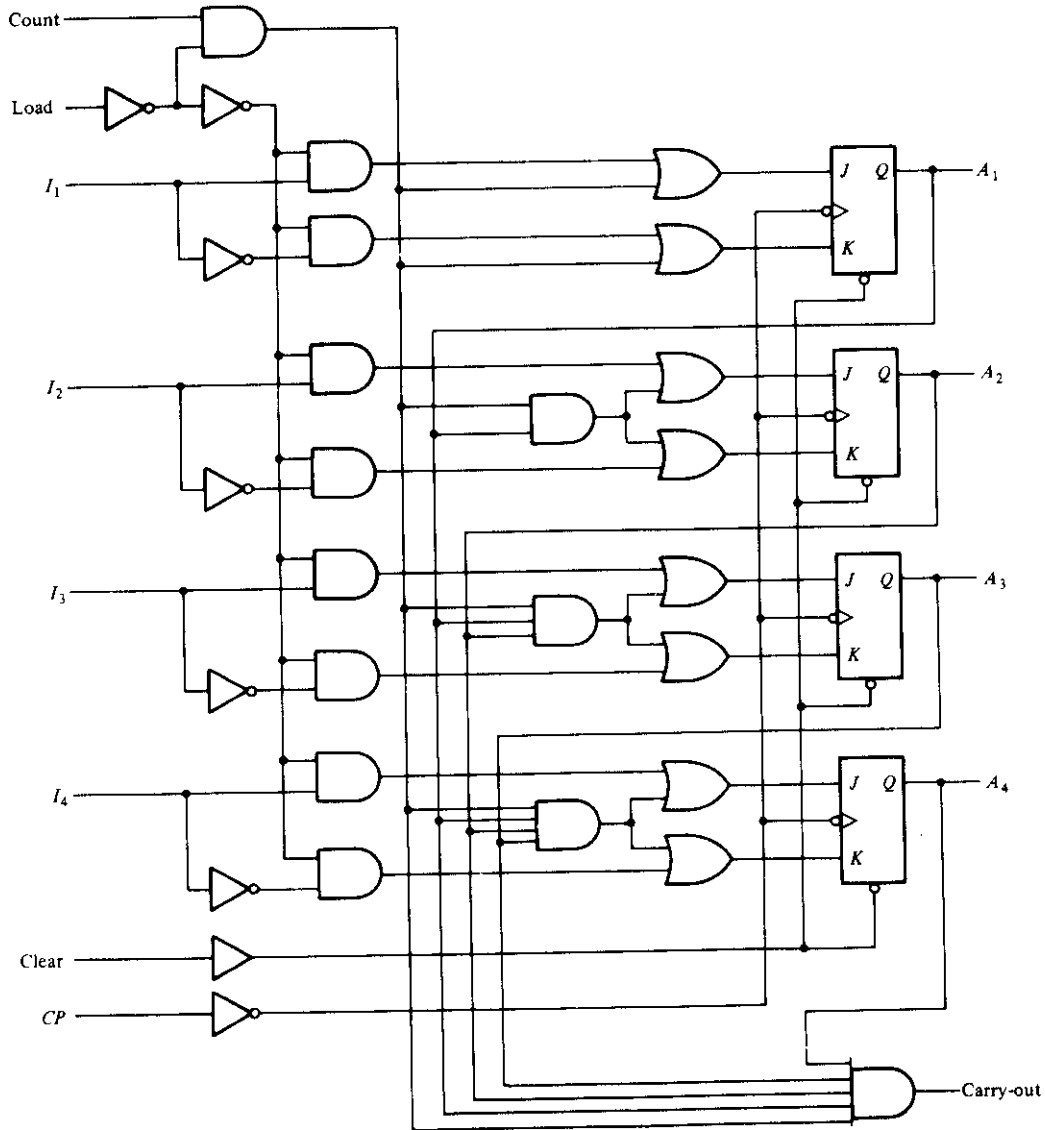 Count
Load
I1
J Q A1
K
I2
J Q A2
K
I3
J Q A3
K
I4
J Q A4
K
Clear
CP
Carry-out